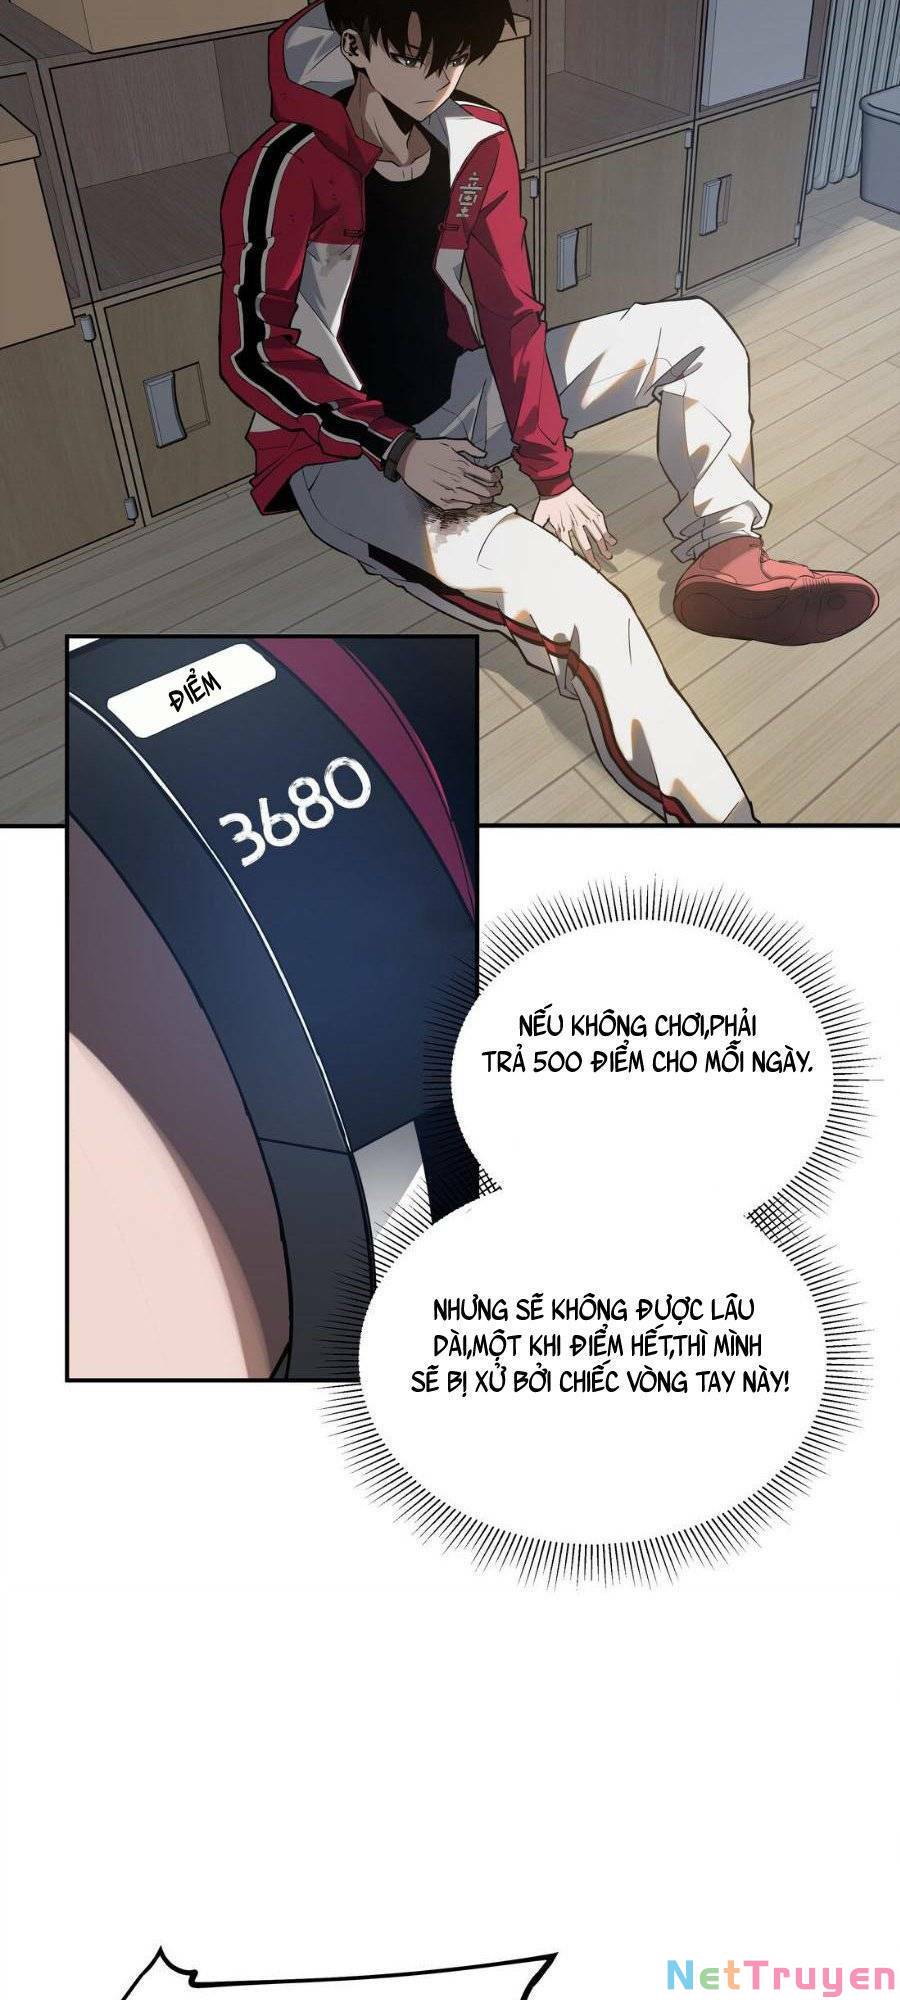 童
ĐIỂM
3680
NẾU KHÔNG CHƠI,PHẢI
TRẢ 500 ĐIỂM CHO MỖI NGÀY.
NHƯNG SẼ KHÔNG ĐƯỢC LÂU
DÀI,MỘT KHI ĐIỂM HẾT,THÌ MÌNH
SẼ BỊ XỬ BỞI CHIẾC VÒNG TAY NÀY!
NetTruyen